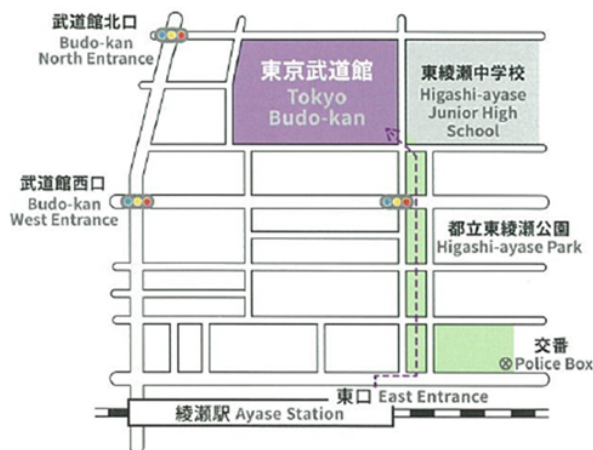 武道館北口
Budo-kan
North Entrance
東京武道館
Tokyo
Budo-kan
東綾瀬中学校
Higashi-ayase
Junior High
School
武道館西口
Budo-kan
West Entrance
都立東綾瀬公園
Higashi-ayase Park
交番
Police Box
東口 East Entrance
綾瀬駅 Ayase Station